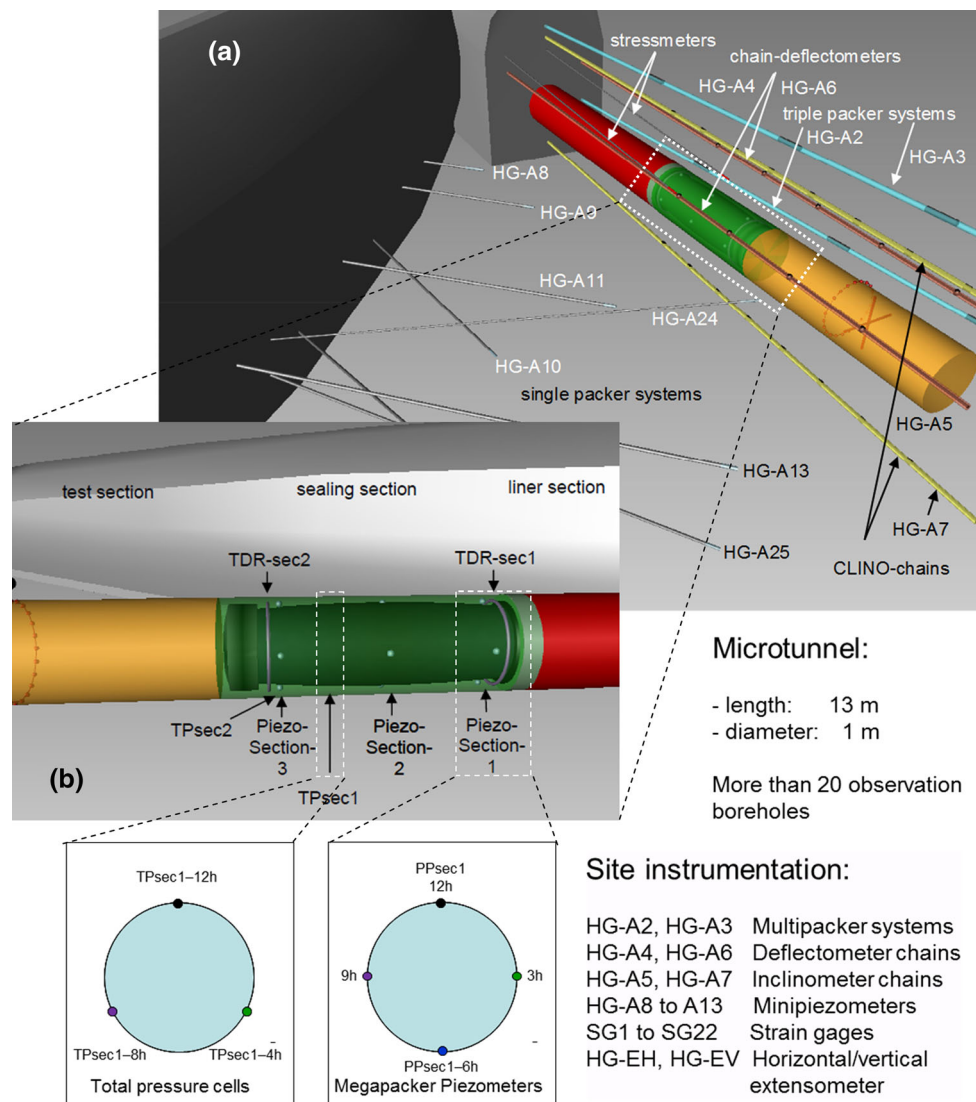 (a)
stressmeters
chain-deflectometers
HG-A4
HG-A6
triple packer systems
HG-A2
HG-A3
HG-A8
HG-A9
HG-A11
HG-A24
HG-A10
single packer systems
HG-A5
HG-A13
HG-A7
HG-A25
CLINO-chains
test section
sealing section
liner section
TDR-sec2
TDR-sec1
TPsec2
Piezo-
Section-
3
Piezo-
Section-
2
Piezo-
Section-
1
TPsec1
(b)
Microtunnel:
- length: 13 m
- diameter: 1 m
More than 20 observation
boreholes
TPsec1–12h
TPsec1–8h
TPsec1–4h
-
Total pressure cells
PPsec1
12h
9h
3h
PPsec1–6h
-
Megapacker Piezometers
Site instrumentation:
HG-A2, HG-A3 Multipacker systems
HG-A4, HG-A6 Deflectometer chains
HG-A5, HG-A7 Inclinometer chains
HG-A8 to A13 Minipiezometers
SG1 to SG22 Strain gages
HG-EH, HG-EV Horizontal/vertical
extensometer